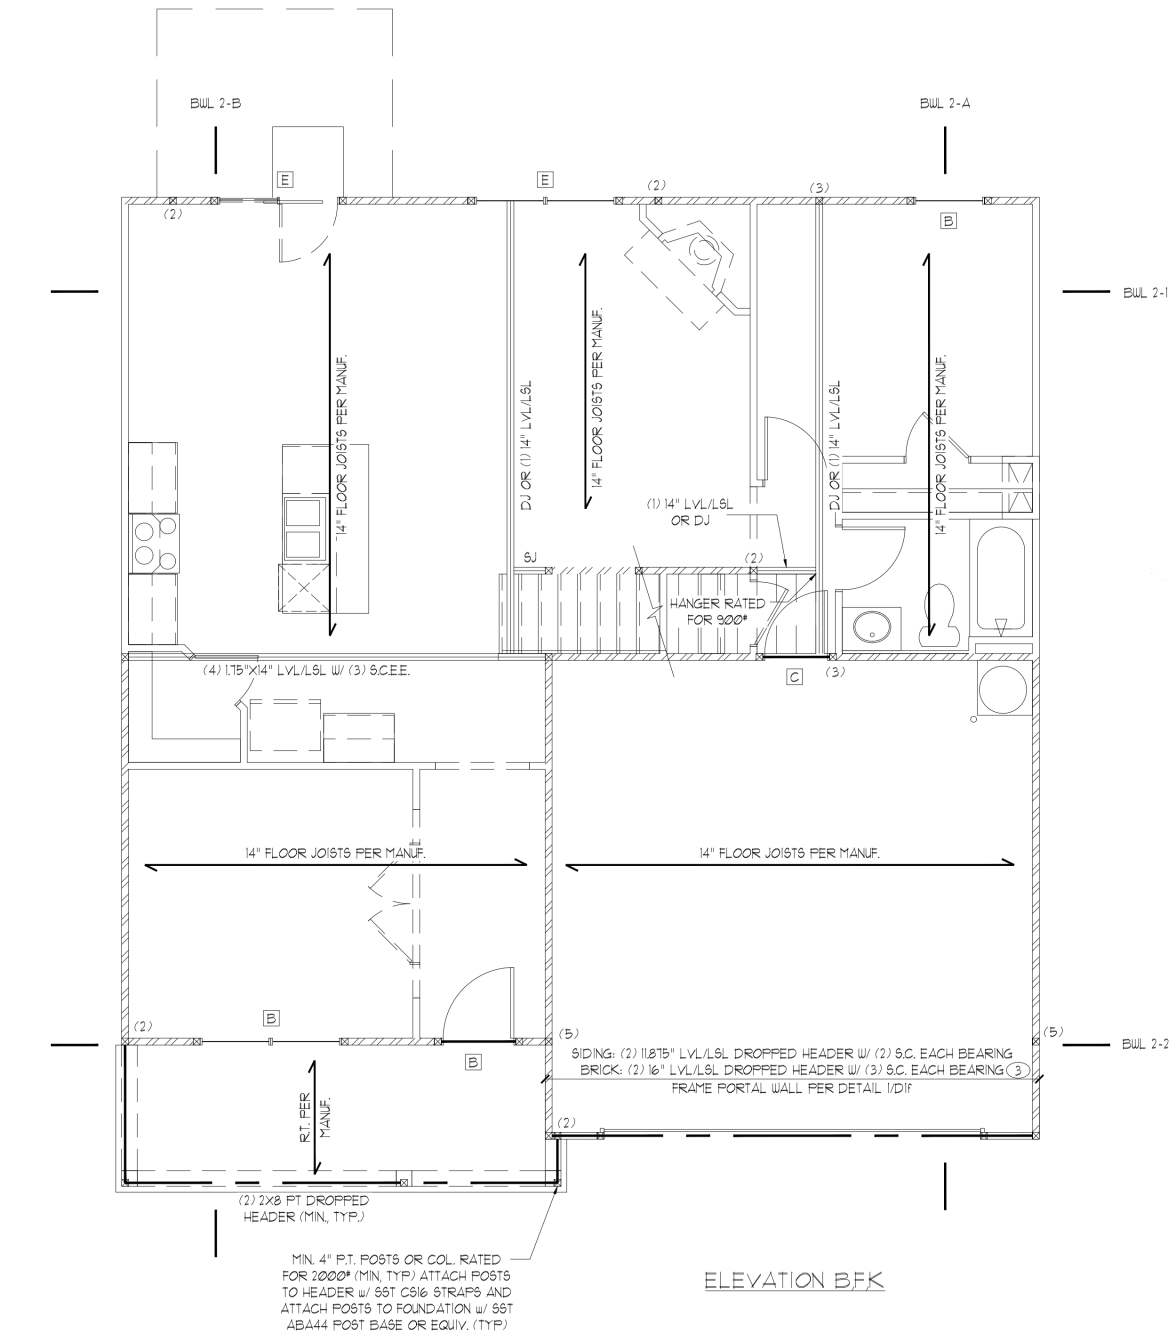 BWL 2-B
BWL 2-A
E
E
(2)
(3)
(2)
B
BWL 2-1
14" FLOOR JOISTS PER MANUF.
DJ OR (1) 14" LVL/LSL
14" FLOOR JOISTS PER MANUF.
DJ OR (1) 14" LVL/LSL
14" FLOOR JOISTS PER MANUF.
(1) 14" LVL/LSL
OR DJ
SJ
(2)
HANGER RATED
FOR 900#
(4) 1.75"X14" LVL/LSL W/ (3) S.C.E.E.
C
(3)
14" FLOOR JOISTS PER MANUF.
14" FLOOR JOISTS PER MANUF.
(2)
B
B
(5)
(5)
BWL 2-2
SIDING: (2) 11.875" LVL/LSL DROPPED HEADER W/ (2) S.C. EACH BEARING
BRICK: (2) 16" LVL/LSL DROPPED HEADER W/ (3) S.C. EACH BEARING
3
FRAME PORTAL WALL PER DETAIL 1/D1f
R.T. PER
MANUF.
(2)
(2) 2X8 PT DROPPED
HEADER (MIN., TYP.)
MIN. 4" P.T. POSTS OR COL. RATED
FOR 2000# (MIN, TYP) ATTACH POSTS
TO HEADER w/ SST CS16 STRAPS AND
ATTACH POSTS TO FOUNDATION w/ SST
ABA44 POST BASE OR EQUIV. (TYP)
ELEVATION B,F,K